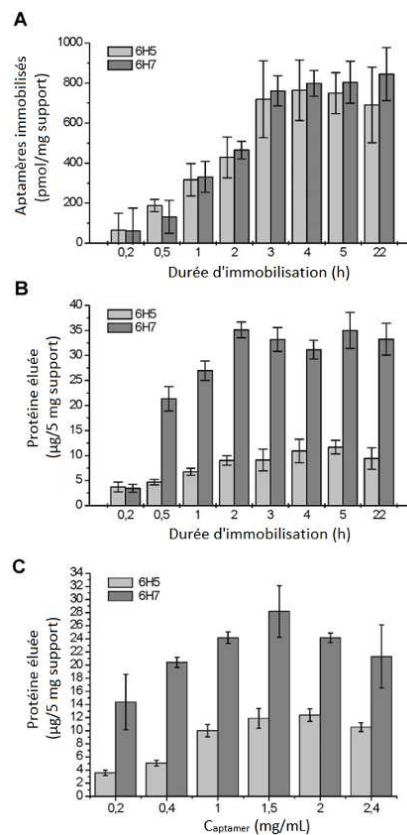 A
6H5
6H7
Aptamères immobilisés
(pmol/mg support)
1000
800
600
400
200
0
0,2 0,5 1 2 3 4 5 22
Durée d'immobilisation (h)
B
6H5
6H7
Protéine éluée
(µg/5 mg support)
40
35
30
25
20
15
10
5
0
0,2 0,5 1 2 3 4 5 22
Durée d'immobilisation (h)
C
6H5
6H7
Protéine éluée
(µg/5 mg support)
34
32
28
26
24
22
20
18
16
14
12
10
8
6
4
2
0
0,2 0,4 1 1,5 2 2,4
Captamer (mg/mL)